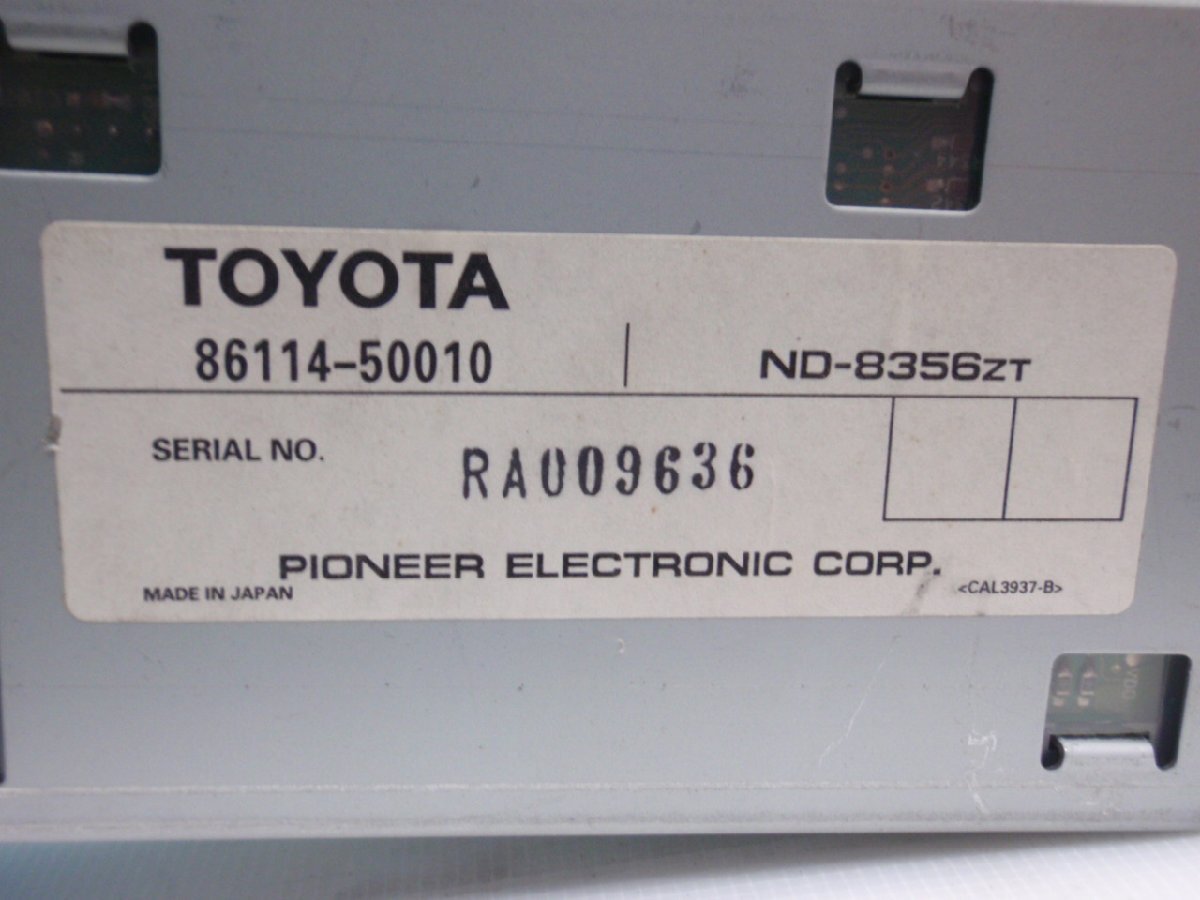 TOYOTA
86114-50010
ND-8356ZT
SERIAL NO.
RA009636
PIONEER ELECTRONIC CORP.
MADE IN JAPAN
<CAL3937-B>